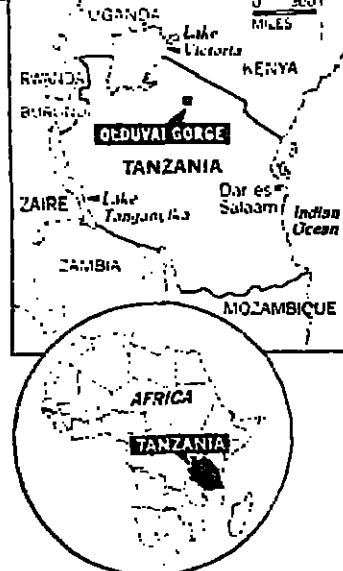 UGANDA
Lake
Victoria
0
MILES
KENYA
RWANDA
BURUNDI
OLDUVAI GORGE
TANZANIA
ZAIRE
Lake
Tanganyika
Dar es
Salaam
Indian
Ocean
ZAMBIA
MOZAMBIQUE
AFRICA
TANZANIA